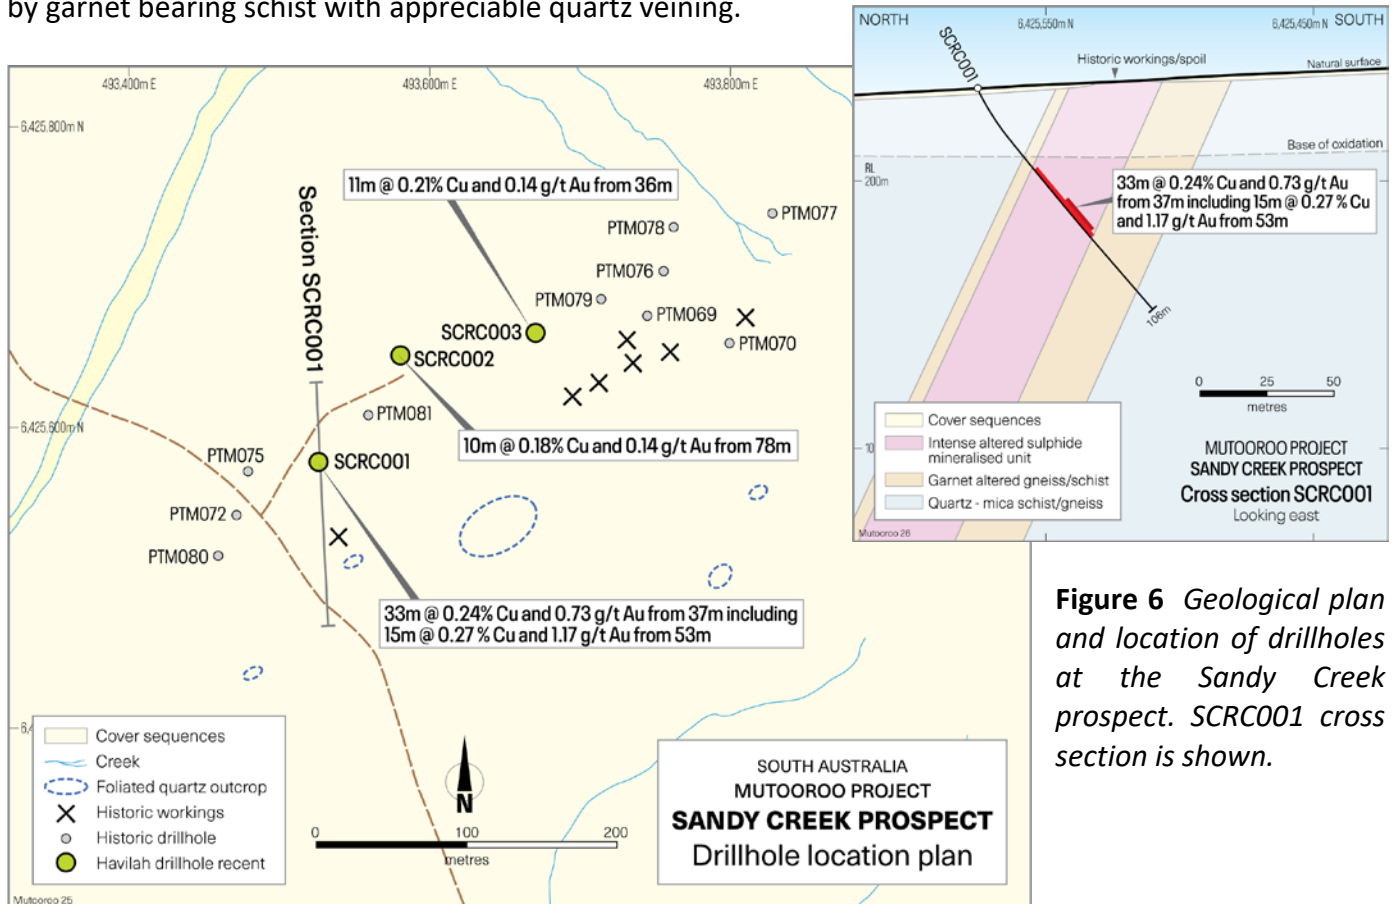 by garnet bearing schist with appreciable quartz veining.
493,400m E
493,600m E
493,800m E
6,425,800m N
11m @ 0.21% Cu and 0.14 g/t Au from 36m
Section SCRC001
PTM077
PTM078
PTM076
PTM079
PTM069
SCRC003
PTM070
SCRC002
PTM081
6,425,600m N
10m @ 0.18% Cu and 0.14 g/t Au from 78m
PTM075
SCRC001
PTM072
PTM080
33m @ 0.24% Cu and 0.73 g/t Au from 37m including
15m @ 0.27 % Cu and 1.17 g/t Au from 53m
Cover sequences
Creek
Foliated quartz outcrop
Historic workings
Historic drillhole
Havilah drillhole recent
N
0
100
200
metres
SOUTH AUSTRALIA
MUTOOROO PROJECT
SANDY CREEK PROSPECT
Drillhole location plan
Mutooroo 25
NORTH
6,425,550m N
6,425,450m N
SOUTH
SCRC001
Historic workings/spoil
Natural surface
Base of oxidation
RL
200m
33m @ 0.24% Cu and 0.73 g/t Au
from 37m including 15m @ 0.27 % Cu
and 1.17 g/t Au from 53m
106m
0
25
50
metres
Cover sequences
Intense altered sulphide
mineralised unit
Garnet altered gneiss/schist
Quartz - mica schist/gneiss
MUTOOROO PROJECT
SANDY CREEK PROSPECT
Cross section SCRC001
Looking east
Mutooroo 26
Figure 6 Geological plan
and location of drillholes
at the Sandy Creek
prospect. SCRC001 cross
section is shown.